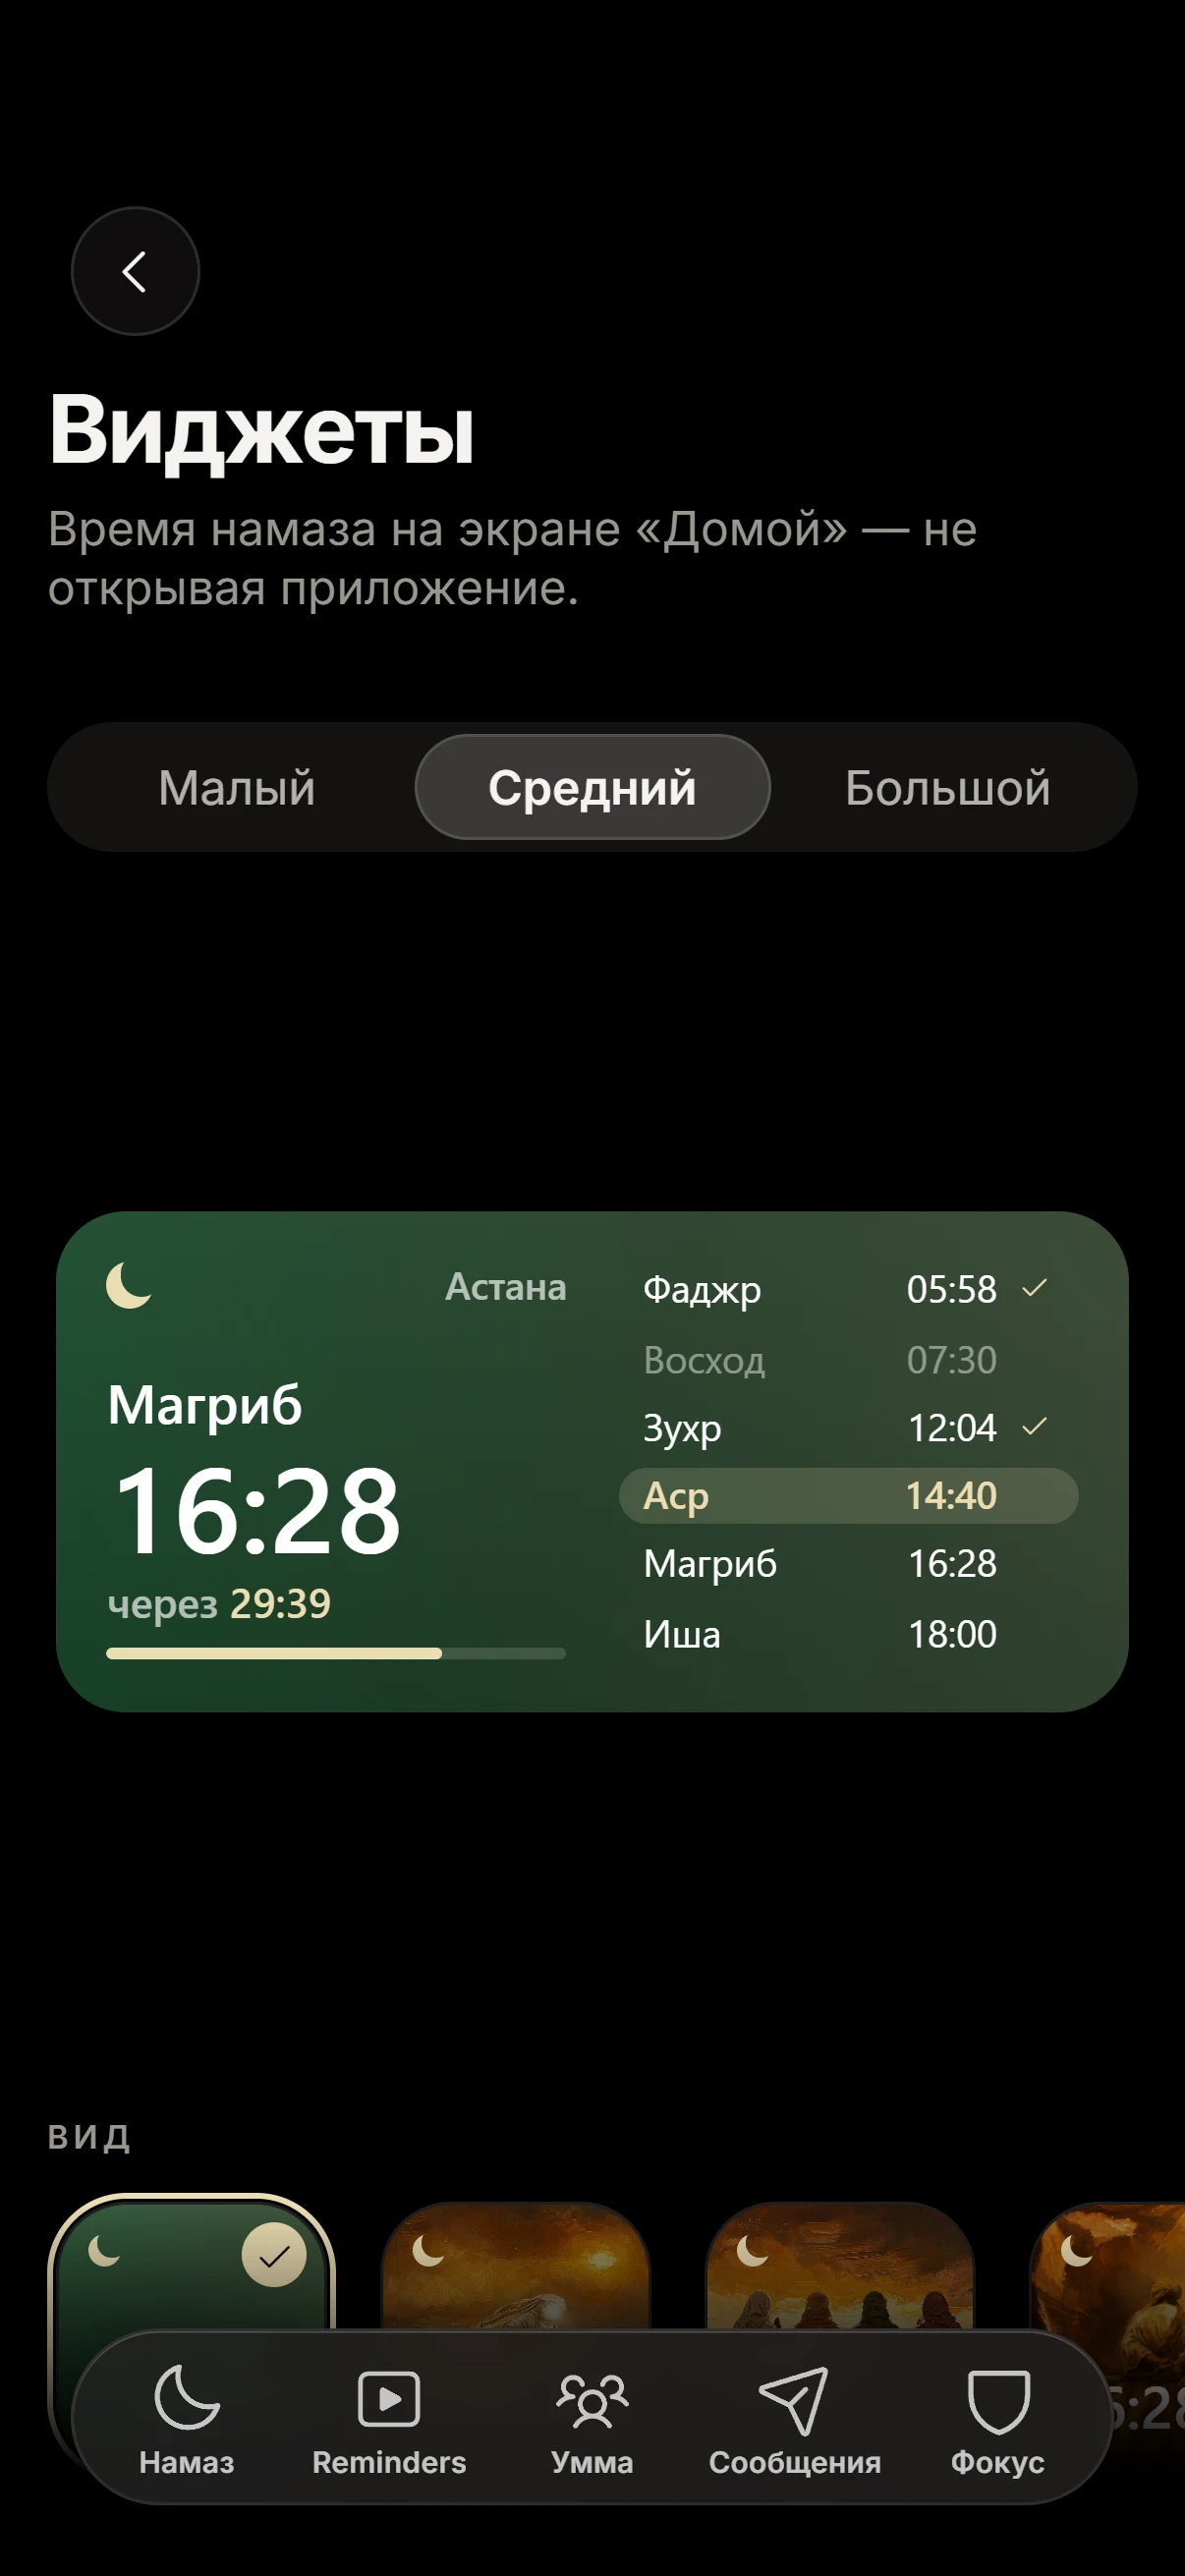 Виджеты
Время намаза на экране «Домой» — не
открывая приложение.
Малый
Средний
Большой
Астана
Магриб
16:28
через 29:39
Фаджр 05:58
Восход 07:30
Зухр 12:04
Аср 14:40
Магриб 16:28
Иша 18:00
ВИД
Намаз
Reminders
Умма
Сообщения
Фокус